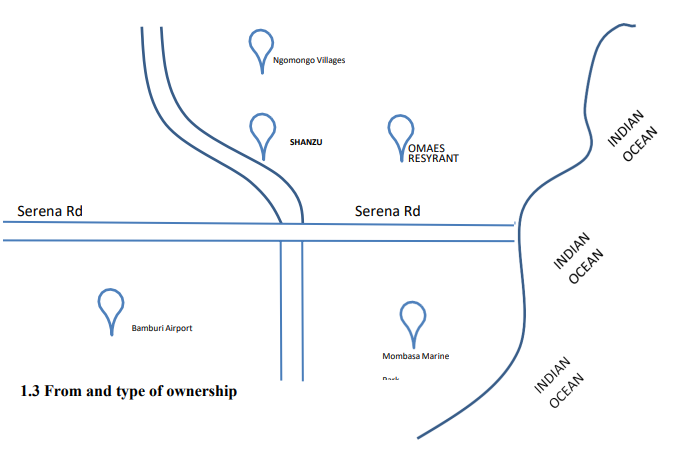 Ngomongo Villages
SHANZU
OMAES
RESYRANT
INDIAN
OCEAN
Serena Rd
Serena Rd
INDIAN
OCEAN
Bamburi Airport
Mombasa Marine
Park
INDIAN
OCEAN
1.3 From and type of ownership